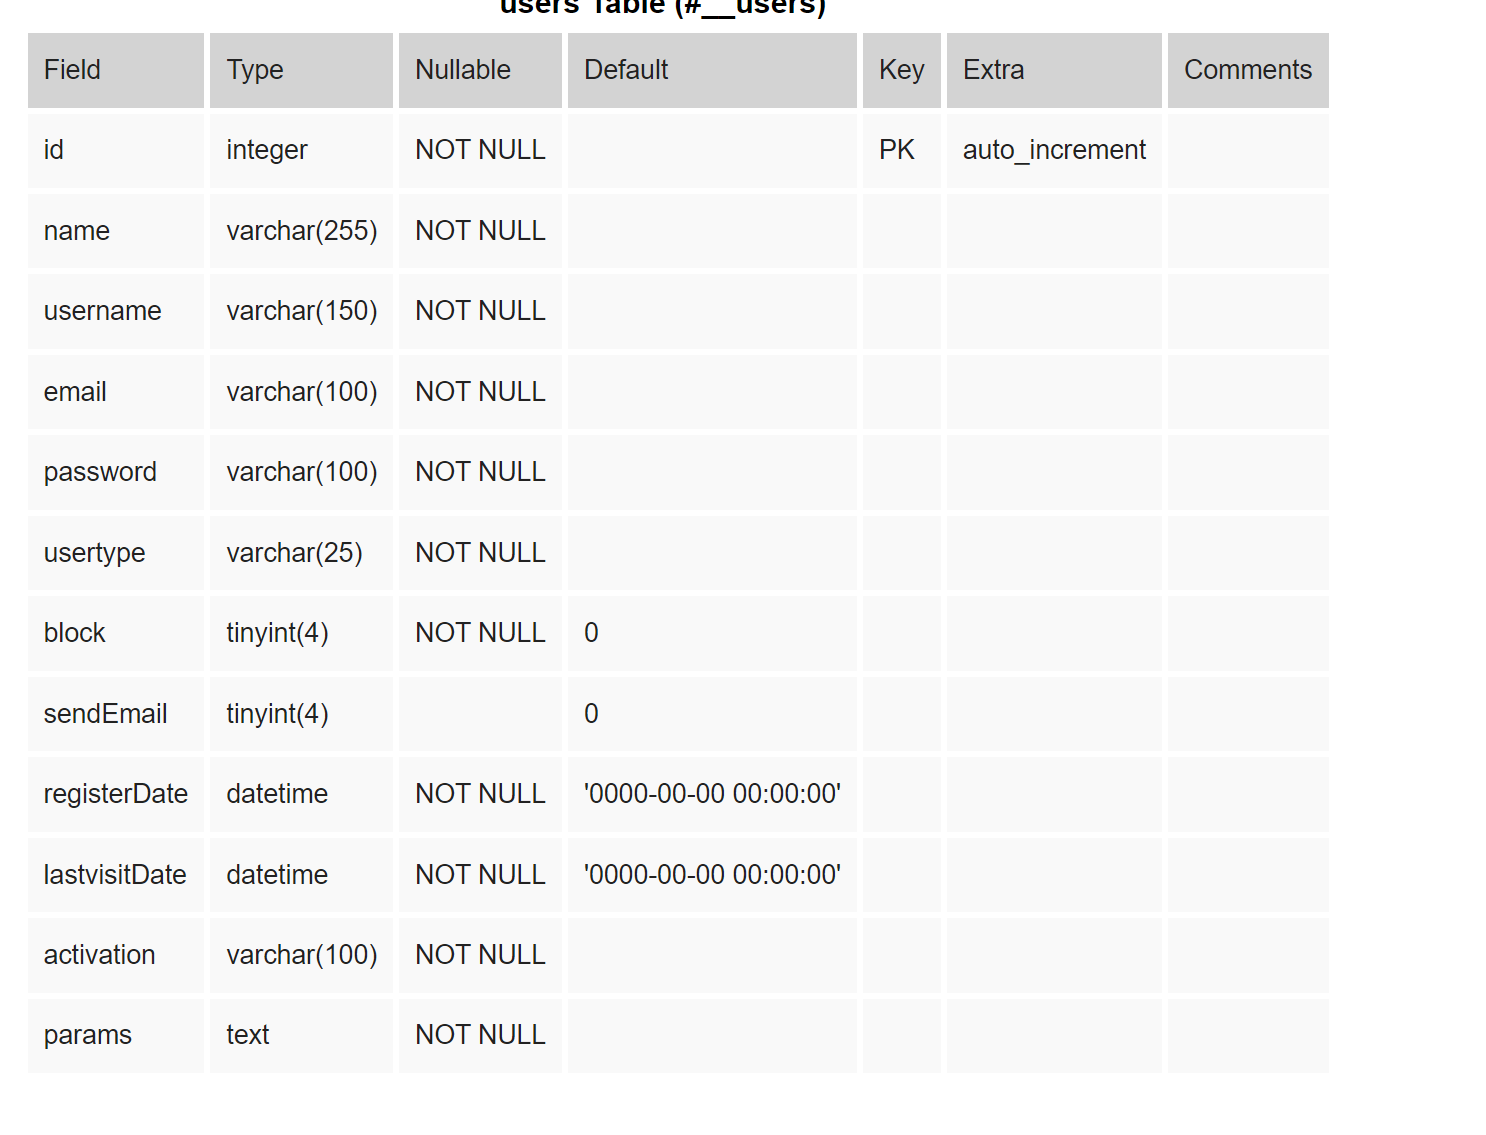 users Table (#__users)
Field Type Nullable Default Key Extra Comments
id integer NOT NULL PK auto_increment
name varchar(255) NOT NULL
username varchar(150) NOT NULL
email varchar(100) NOT NULL
password varchar(100) NOT NULL
usertype varchar(25) NOT NULL
block tinyint(4) NOT NULL 0
sendEmail tinyint(4) 0
registerDate datetime NOT NULL '0000-00-00 00:00:00'
lastvisitDate datetime NOT NULL '0000-00-00 00:00:00'
activation varchar(100) NOT NULL
params text NOT NULL